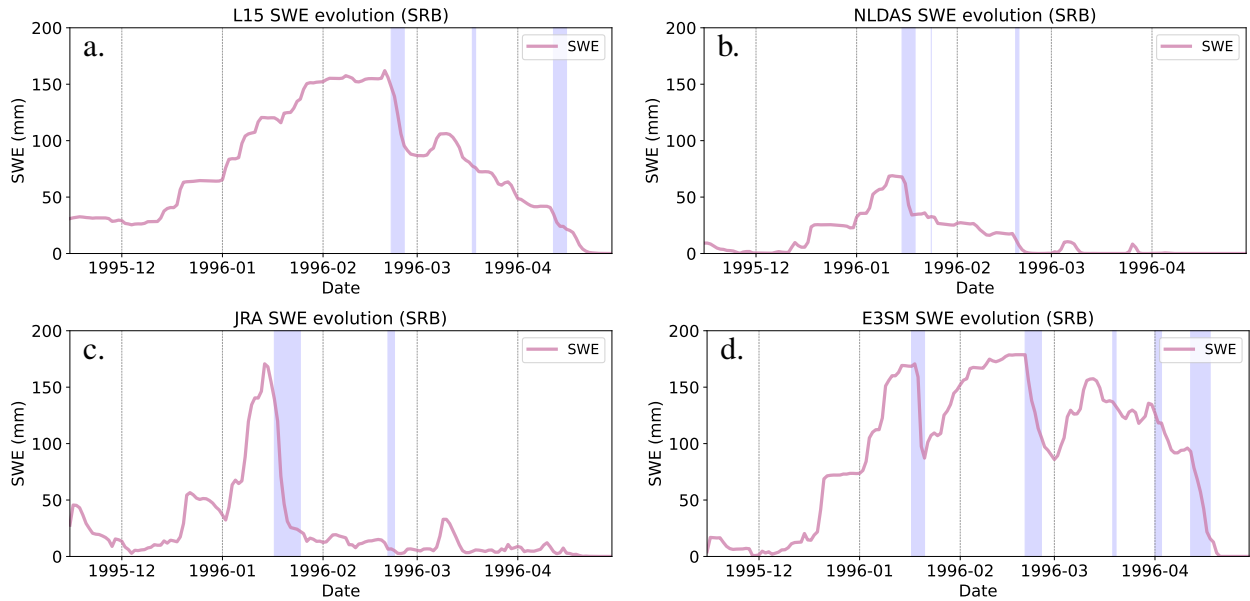 L15 SWE evolution (SRB)
a.
SWE
200
150
100
50
0
SWE (mm)
1995-12 1996-01 1996-02 1996-03 1996-04
Date
NLDAS SWE evolution (SRB)
b.
SWE
200
150
100
50
0
SWE (mm)
1995-12 1996-01 1996-02 1996-03 1996-04
Date
JRA SWE evolution (SRB)
c.
SWE
200
150
100
50
0
SWE (mm)
1995-12 1996-01 1996-02 1996-03 1996-04
Date
E3SM SWE evolution (SRB)
d.
SWE
200
150
100
50
0
SWE (mm)
1995-12 1996-01 1996-02 1996-03 1996-04
Date